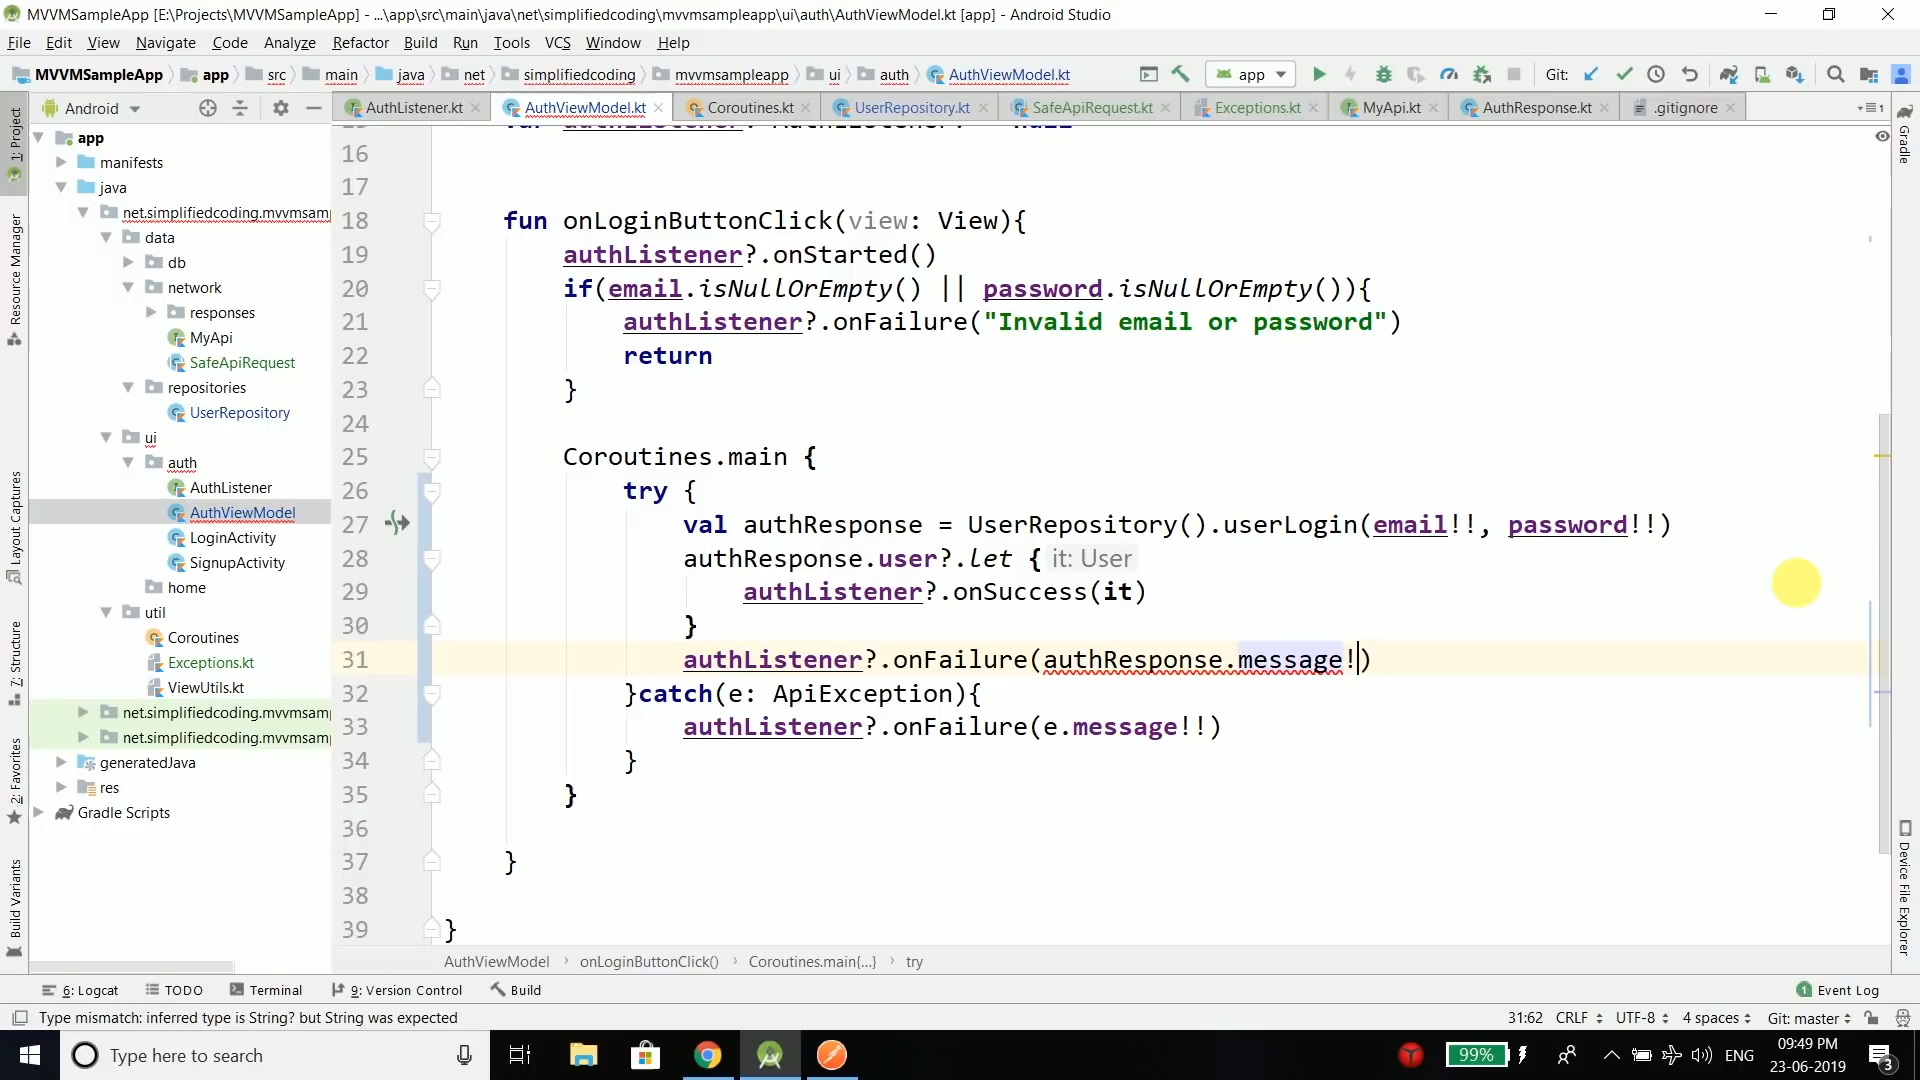 MVVMSampleApp [E:\Projects\MVVMSampleApp] - ...\app\src\main\java\net\simplifiedcoding\mvvmsampleapp\ui\auth\AuthViewModel.kt [app] - Android Studio
File Edit View Navigate Code Analyze Refactor Build Run Tools VCS Window Help
MVVMSampleApp app src main java net simplifiedcoding mvvmsampleapp ui auth AuthViewModel.kt app Git:
Android AuthListener.kt AuthViewModel.kt Coroutines.kt UserRepository.kt SafeApiRequest.kt Exceptions.kt MyApi.kt AuthResponse.kt .gitignore
1: Project
Resource Manager
Layout Captures
7: Structure
2: Favorites
Build Variants
app
manifests
java
net.simplifiedcoding.mvvmsam
data
db
network
responses
MyApi
SafeApiRequest
repositories
UserRepository
ui
auth
AuthListener
AuthViewModel
LoginActivity
SignupActivity
home
util
Coroutines
Exceptions.kt
ViewUtils.kt
net.simplifiedcoding.mvvmsam
net.simplifiedcoding.mvvmsam
generatedJava
res
Gradle Scripts
16
17
18 fun onLoginButtonClick(view: View){
19 authListener?.onStarted()
20 if(email.isNullOrEmpty() || password.isNullOrEmpty()){
21 authListener?.onFailure("Invalid email or password")
22 return
23 }
24
25 Coroutines.main {
26 try {
27 val authResponse = UserRepository().userLogin(email!!, password!!)
28 authResponse.user?.let { it: User
29 authListener?.onSuccess(it)
30 }
31 authListener?.onFailure(authResponse.message!)
32 }catch(e: ApiException){
33 authListener?.onFailure(e.message!!)
34 }
35 }
36
37 }
38
39 }
AuthViewModel › onLoginButtonClick() › Coroutines.main{...} › try
Gradle
Device File Explorer
6: Logcat TODO Terminal 9: Version Control Build 1 Event Log
Type mismatch: inferred type is String? but String was expected 31:62 CRLF UTF-8 4 spaces Git: master
Type here to search 99% ENG 09:49 PM
23-06-2019 3